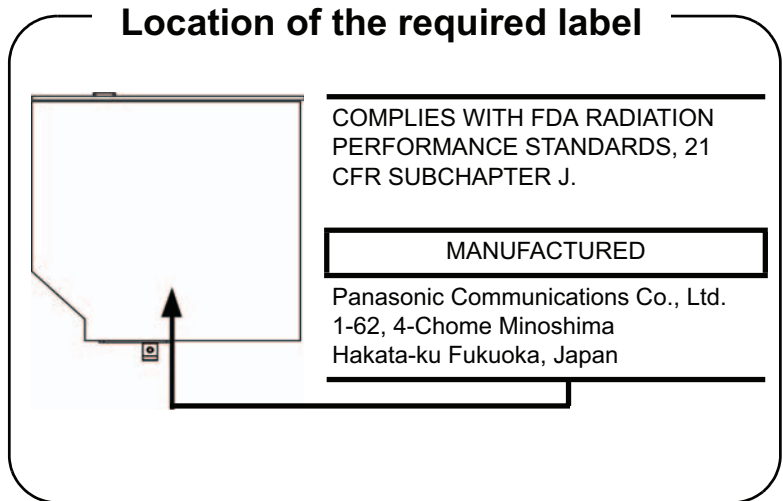 Location of the required label
COMPLIES WITH FDA RADIATION
PERFORMANCE STANDARDS, 21
CFR SUBCHAPTER J.
MANUFACTURED
Panasonic Communications Co., Ltd.
1-62, 4-Chome Minoshima
Hakata-ku Fukuoka, Japan